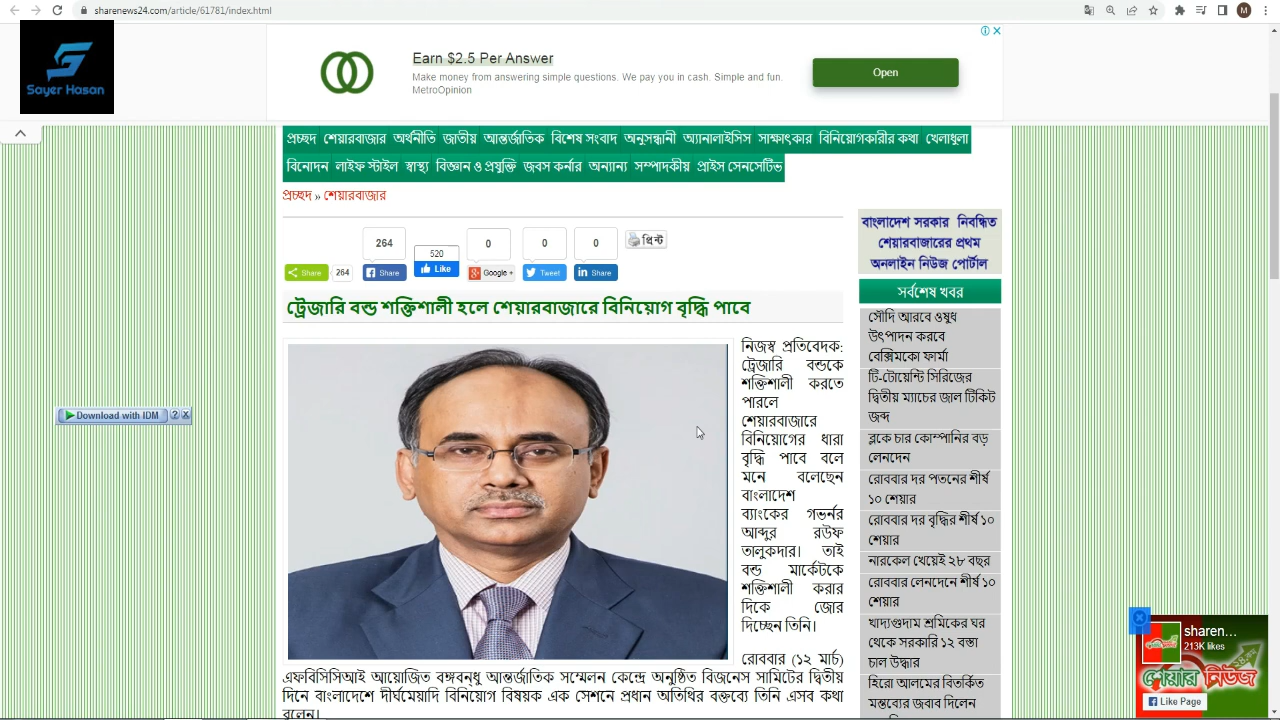 sharenews24.com/article/61781/index.html
M
Sayer Hasan
Earn $2.5 Per Answer
Make money from answering simple questions. We pay you in cash. Simple and fun.
MetroOpinion
Open
প্রচ্ছদ শেয়ারবাজার অর্থনীতি জাতীয় আন্তর্জাতিক বিশেষ সংবাদ অনুসন্ধানী অ্যানালাইসিস সাক্ষাৎকার বিনিয়োগকারীর কথা খেলাধুলা
বিনোদন লাইফ স্টাইল স্বাস্থ্য বিজ্ঞান ও প্রযুক্তি জবস কর্নার অন্যান্য সম্পাদকীয় প্রাইস সেনসেটিভ
প্রচ্ছদ » শেয়ারবাজার
264 520 0 0 0 প্রিন্ট
Share 264 Share Like Google + Tweet Share
ট্রেজারি বন্ড শক্তিশালী হলে শেয়ারবাজারে বিনিয়োগ বৃদ্ধি পাবে
নিজস্ব প্রতিবেদক:
ট্রেজারি বন্ডকে
শক্তিশালী করতে
পারলে
শেয়ারবাজারে
বিনিয়োগের ধারা
বৃদ্ধি পাবে বলে
মনে বলেছেন
বাংলাদেশ
ব্যাংকের গভর্নর
আব্দুর রউফ
তালুকদার। তাই
বন্ড মার্কেটকে
শক্তিশালী করার
দিকে জোর
দিচ্ছেন তিনি।
রোববার (১২ মার্চ)
এফবিসিসিআই আয়োজিত বঙ্গবন্ধু আন্তর্জাতিক সম্মেলন কেন্দ্রে অনুষ্ঠিত বিজনেস সামিটের দ্বিতীয়
দিনে বাংলাদেশে দীর্ঘমেয়াদি বিনিয়োগ বিষয়ক এক সেশনে প্রধান অতিথির বক্তব্যে তিনি এসব কথা
বলেন।
Download with IDM ? X
বাংলাদেশ সরকার নিবন্ধিত
শেয়ারবাজারের প্রথম
অনলাইন নিউজ পোর্টাল
সর্বশেষ খবর
সৌদি আরবে ওষুধ
উৎপাদন করবে
বেক্সিমকো ফার্মা
টি-টোয়েন্টি সিরিজের
দ্বিতীয় ম্যাচের জাল টিকিট
জব্দ
ব্লকে চার কোম্পানির বড়
লেনদেন
রোববার দর পতনের শীর্ষ
১০ শেয়ার
রোববার দর বৃদ্ধির শীর্ষ ১০
শেয়ার
নারকেল খেয়েই ২৮ বছর
রোববার লেনদেনে শীর্ষ ১০
শেয়ার
খাদ্যগুদাম শ্রমিকের ঘর
থেকে সরকারি ১২ বস্তা
চাল উদ্ধার
হিরো আলমের বিতর্কিত
মন্তব্যের জবাব দিলেন
sharen...
213K likes
শেয়ার নিউজ
Like Page